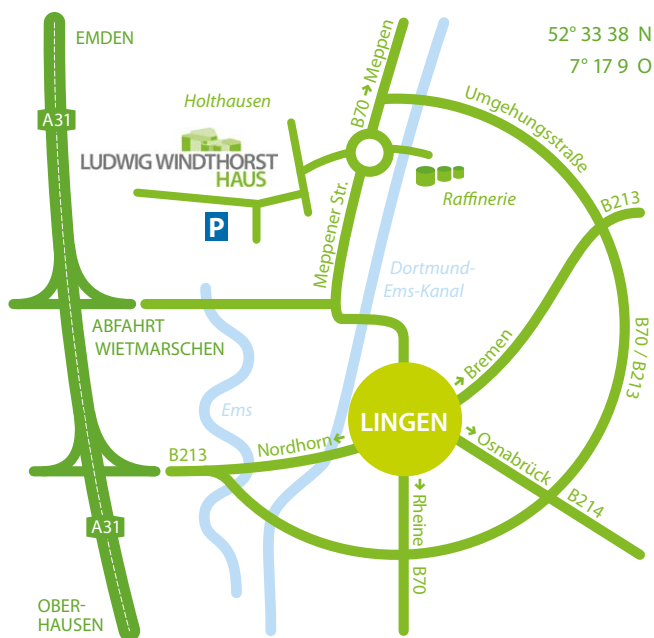 EMDEN
52° 33 38 N
7° 17 9 O
B70 → Meppen
Umgehungsstraße
Holthausen
A31
LUDWIG WINDTHORST
HAUS
Raffinerie
B213
P
Meppener Str.
Dortmund-
Ems-Kanal
ABFAHRT
WIETMARSCHEN
B70 / B213
→ Bremen
Ems
LINGEN
B213
Nordhorn ←
→ Osnabrück
B214
→ Rheine
B70
A31
OBER-
HAUSEN